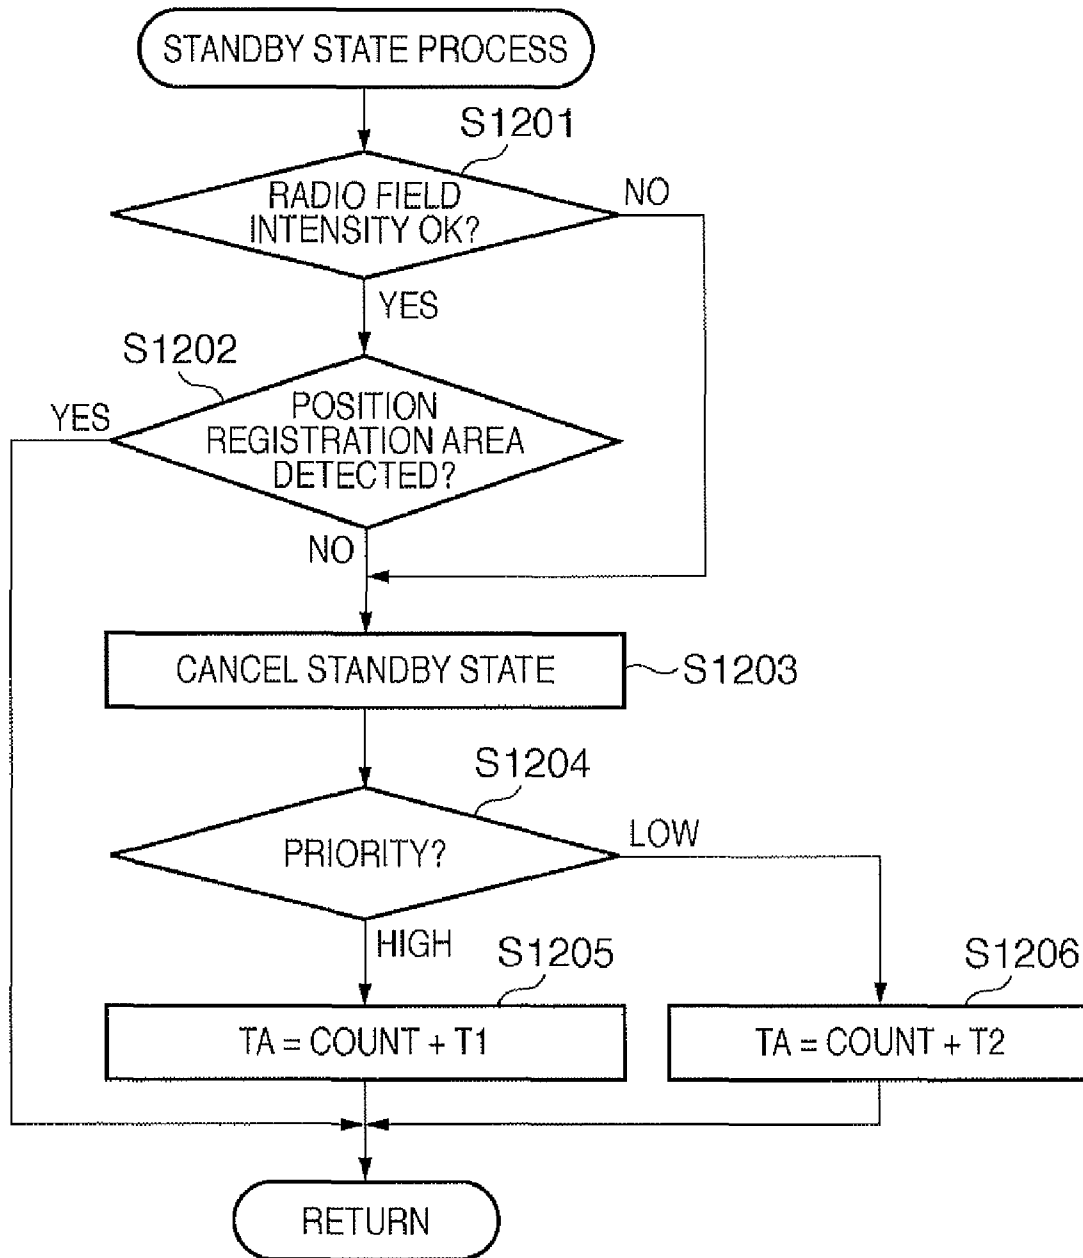 STANDBY STATE PROCESS
S1201
RADIO FIELD
INTENSITY OK?
NO
YES
S1202
YES
POSITION
REGISTRATION AREA
DETECTED?
NO
CANCEL STANDBY STATE
S1203
S1204
PRIORITY?
LOW
HIGH
S1205
S1206
TA = COUNT + T1
TA = COUNT + T2
RETURN